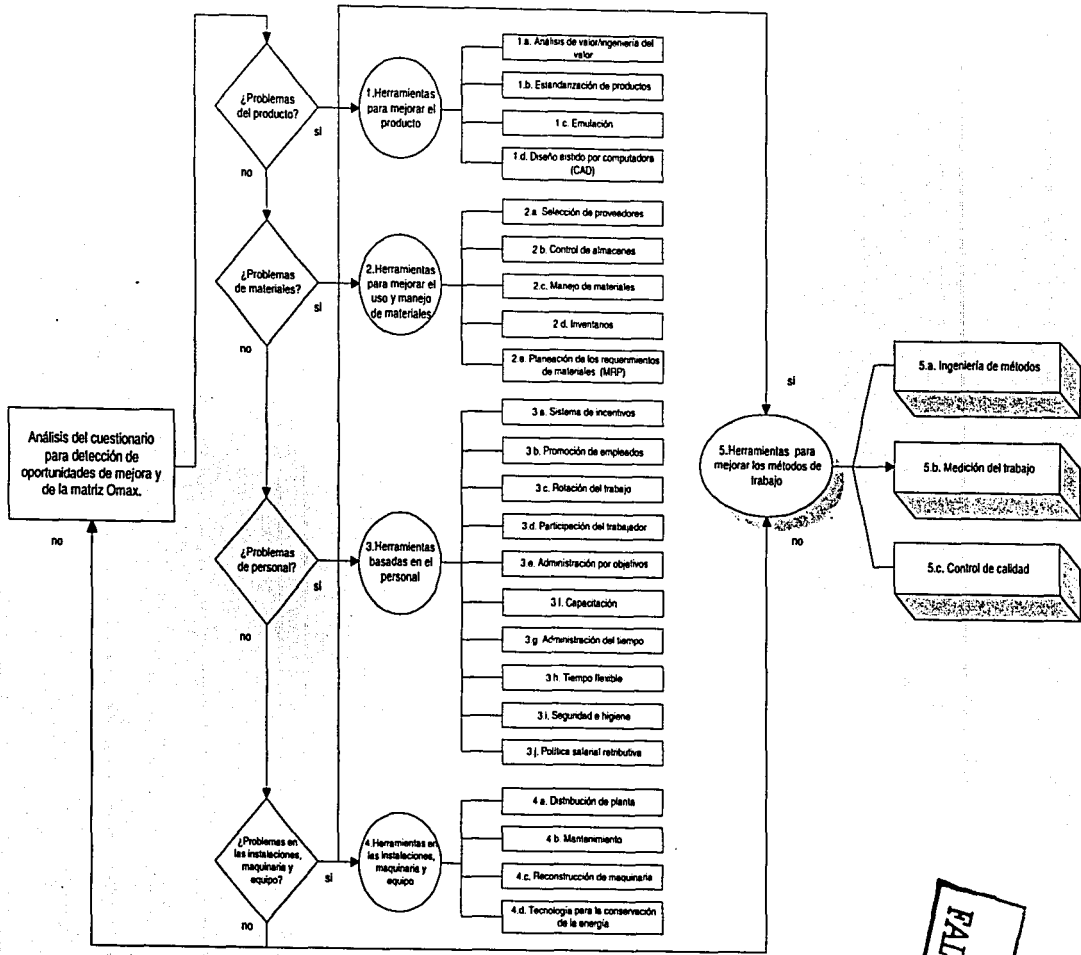 Análisis del cuestionario
para detección de
oportunidades de mejora y
de la matriz Omax.
no
¿Problemas
del producto?
si
no
1.Herramientas
para mejorar el
producto
1 a. Análisis de valor/ingeniería del
valor
1.b. Estandarización de productos
1 c. Emulación
1 d. Diseño asistido por computadora
(CAD)
¿Problemas
de materiales?
si
no
2.Herramientas
para mejorar el
uso y manejo
de materiales
2 a. Selección de proveedores
2 b. Control de almacenes
2.c. Manejo de materiales
2 d. Inventarios
2 e. Planeación de los requerimientos
de materiales (MRP)
¿Problemas
de personal?
si
no
3.Herramientas
basadas en el
personal
3 a. Sistema de incentivos
3 b. Promoción de empleados
3 c. Rotación del trabajo
3.d. Participación del trabajador
3.e. Administración por objetivos
3 f. Capacitación
3 g Administración del tiempo
3 h. Tiempo flexible
3 i. Seguridad e higiene
3 j. Política salarial retributiva
¿Problemas en
las instalaciones,
maquinaria y
equipo?
si
no
4.Herramientas en
las instalaciones,
maquinaria y
equipo
4 a. Distribución de planta
4 b. Mantenimiento
4.c. Reconstrucción de maquinaria
4.d. Tecnología para la conservación
de la energía
si
5.Herramientas para
mejorar los métodos de
trabajo
no
5.a. Ingeniería de métodos
5.b. Medición del trabajo
5.c. Control de calidad